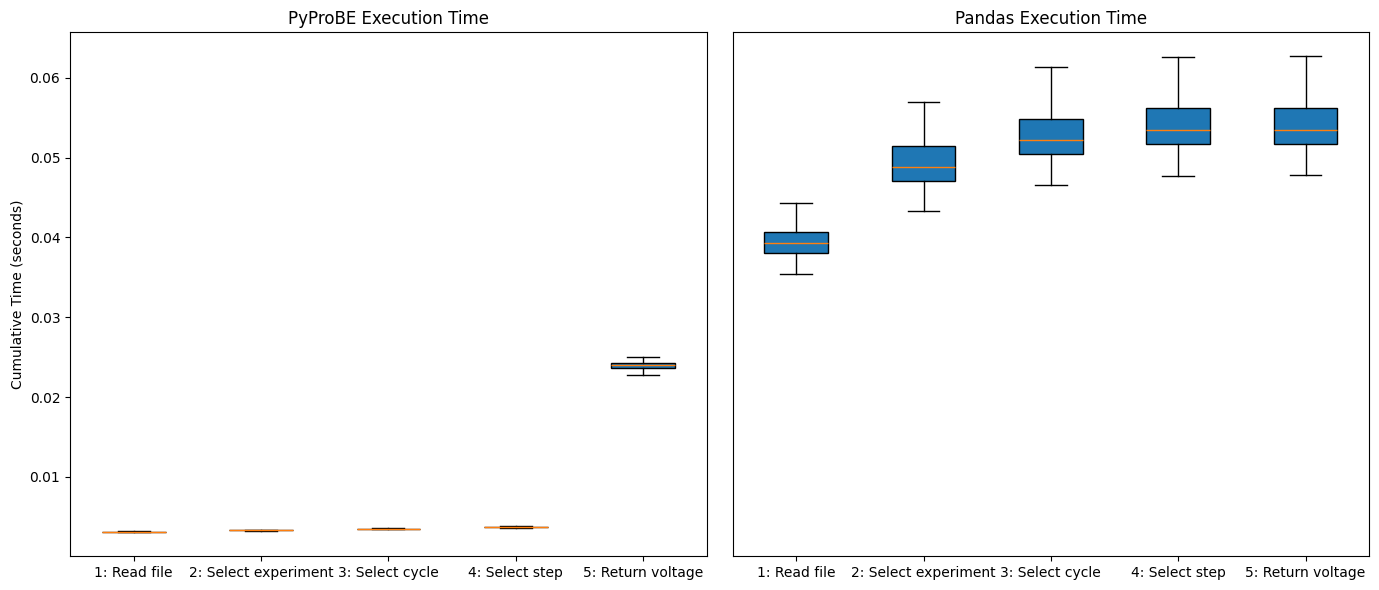 PyProBE Execution Time
Pandas Execution Time
Cumulative Time (seconds)
0.06
0.05
0.04
0.03
0.02
0.01
1: Read file
2: Select experiment
3: Select cycle
4: Select step
5: Return voltage
1: Read file
2: Select experiment
3: Select cycle
4: Select step
5: Return voltage